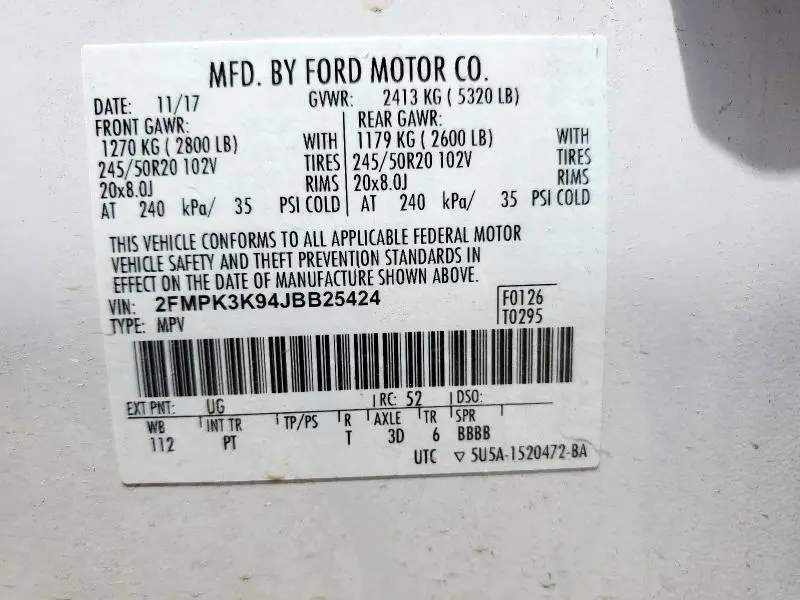 MFD. BY FORD MOTOR CO.
DATE: 11/17 GVWR: 2413 KG ( 5320 LB)
FRONT GAWR: REAR GAWR:
1270 KG ( 2800 LB) WITH 1179 KG ( 2600 LB) WITH
245/50R20 102V TIRES 245/50R20 102V TIRES
20x8.0J RIMS 20x8.0J RIMS
AT 240 kPa/ 35 PSI COLD AT 240 kPa/ 35 PSI COLD
THIS VEHICLE CONFORMS TO ALL APPLICABLE FEDERAL MOTOR
VEHICLE SAFETY AND THEFT PREVENTION STANDARDS IN
EFFECT ON THE DATE OF MANUFACTURE SHOWN ABOVE.
VIN: 2FMPK3K94JBB25424 F0126
TYPE: MPV T0295
EXT PNT: UG RC: 52 DSO:
WB INT TR TP/PS R AXLE TR SPR
112 PT T 3D 6 BBBB
UTC ▽ 5U5A-1520472-BA